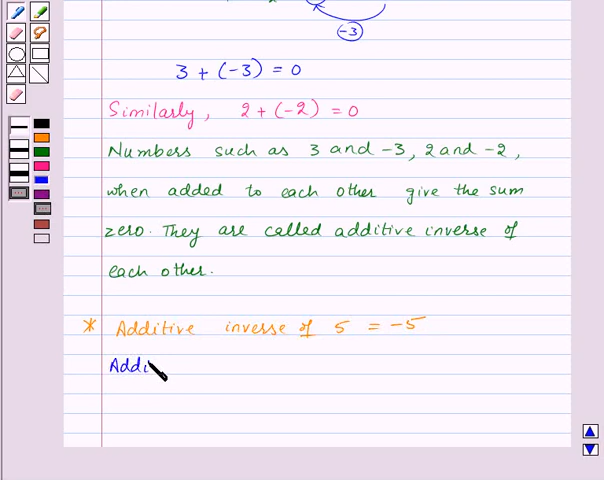 -3
3 + (-3) = 0
Similarly, 2 + (-2) = 0
Numbers such as 3 and -3, 2 and -2,
when added to each other give the sum
zero. They are called additive inverse of
each other.
* Additive inverse of 5 = -5
Addi